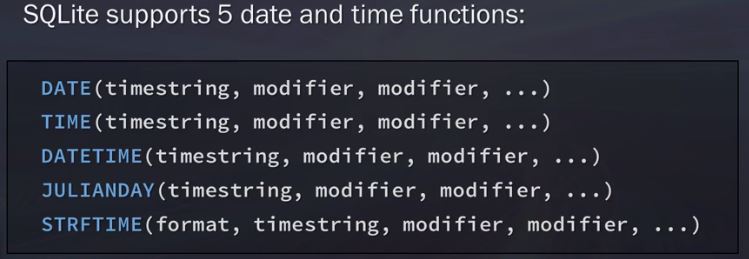 SQLite supports 5 date and time functions:
DATE(timestring, modifier, modifier, ...)
TIME(timestring, modifier, modifier, ...)
DATETIME(timestring, modifier, modifier, ...)
JULIANDAY(timestring, modifier, modifier, ...)
STRFTIME(format, timestring, modifier, modifier, ...)